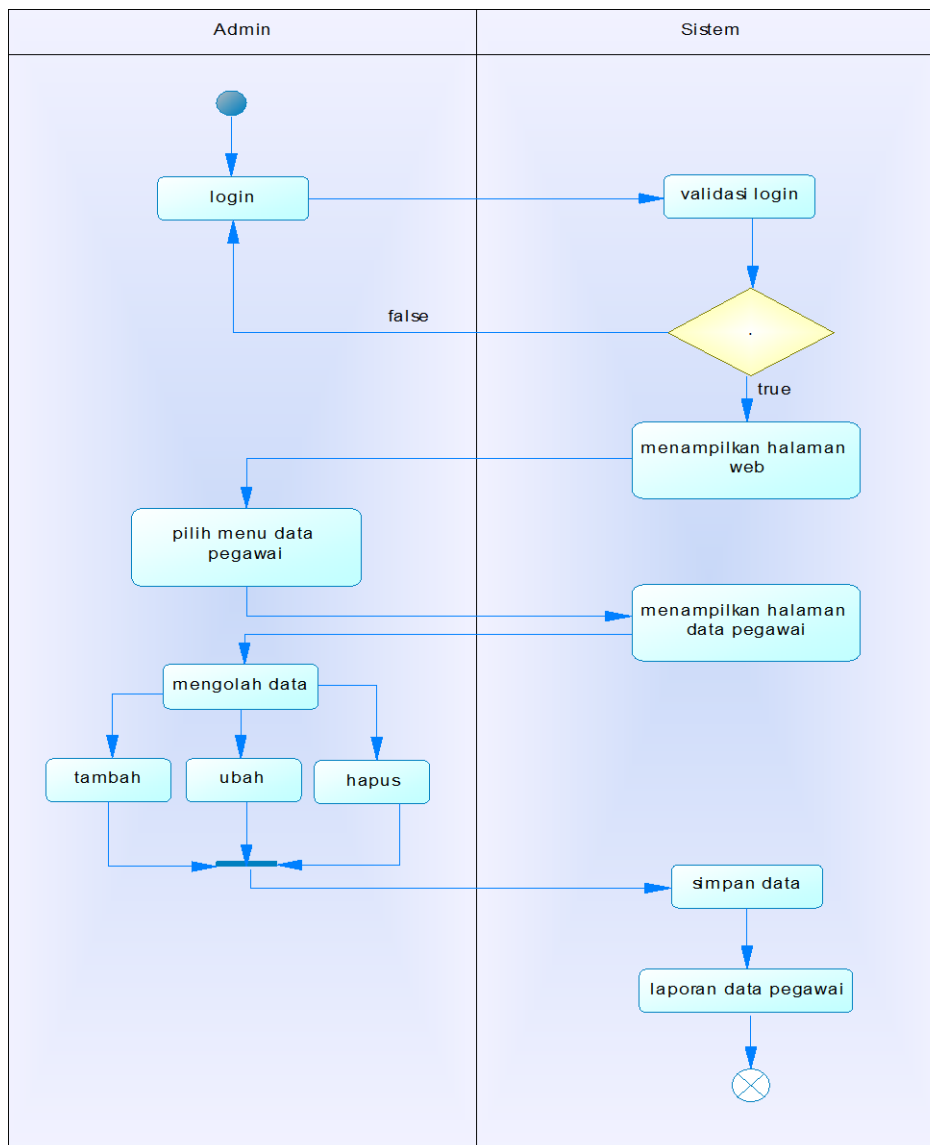 Admin
Sistem
login
validasi login
false
.
true
menampilkan halaman
web
pilih menu data
pegawai
menampilkan halaman
data pegawai
mengolah data
tambah
ubah
hapus
simpan data
laporan data pegawai